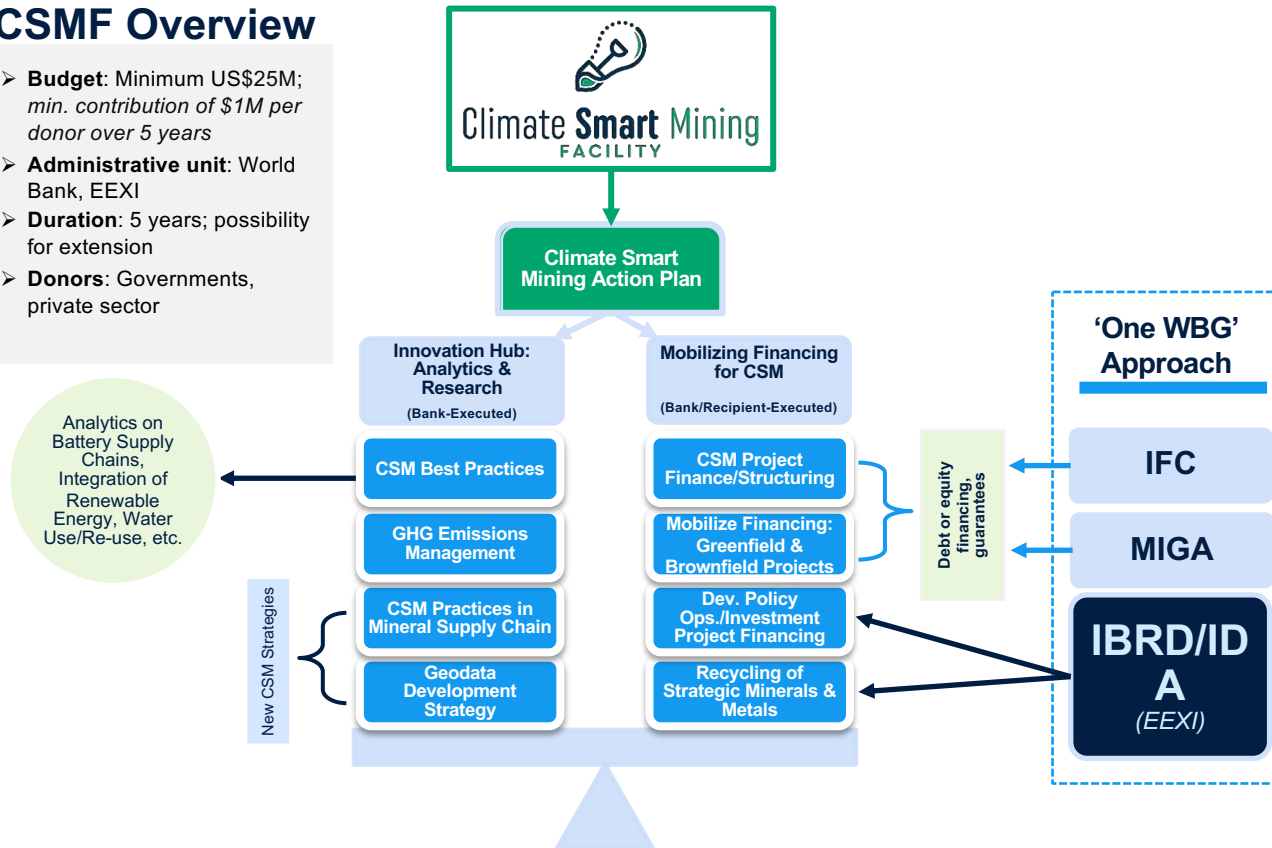 CSMF Overview
➢ Budget: Minimum US$25M;
min. contribution of $1M per
donor over 5 years
➢ Administrative unit: World
Bank, EEXI
➢ Duration: 5 years; possibility
for extension
➢ Donors: Governments,
private sector
Climate Smart Mining
FACILITY
Climate Smart
Mining Action Plan
Innovation Hub:
Analytics &
Research
(Bank-Executed)
CSM Best Practices
GHG Emissions
Management
CSM Practices in
Mineral Supply Chain
Geodata
Development
Strategy
Analytics on
Battery Supply
Chains,
Integration of
Renewable
Energy, Water
Use/Re-use, etc.
New CSM Strategies
Mobilizing Financing
for CSM
(Bank/Recipient-Executed)
CSM Project
Finance/Structuring
Mobilize Financing:
Greenfield &
Brownfield Projects
Dev. Policy
Ops./Investment
Project Financing
Recycling of
Strategic Minerals &
Metals
Debt or equity
financing,
guarantees
‘One WBG’
Approach
IFC
MIGA
IBRD/ID
A
(EEXI)